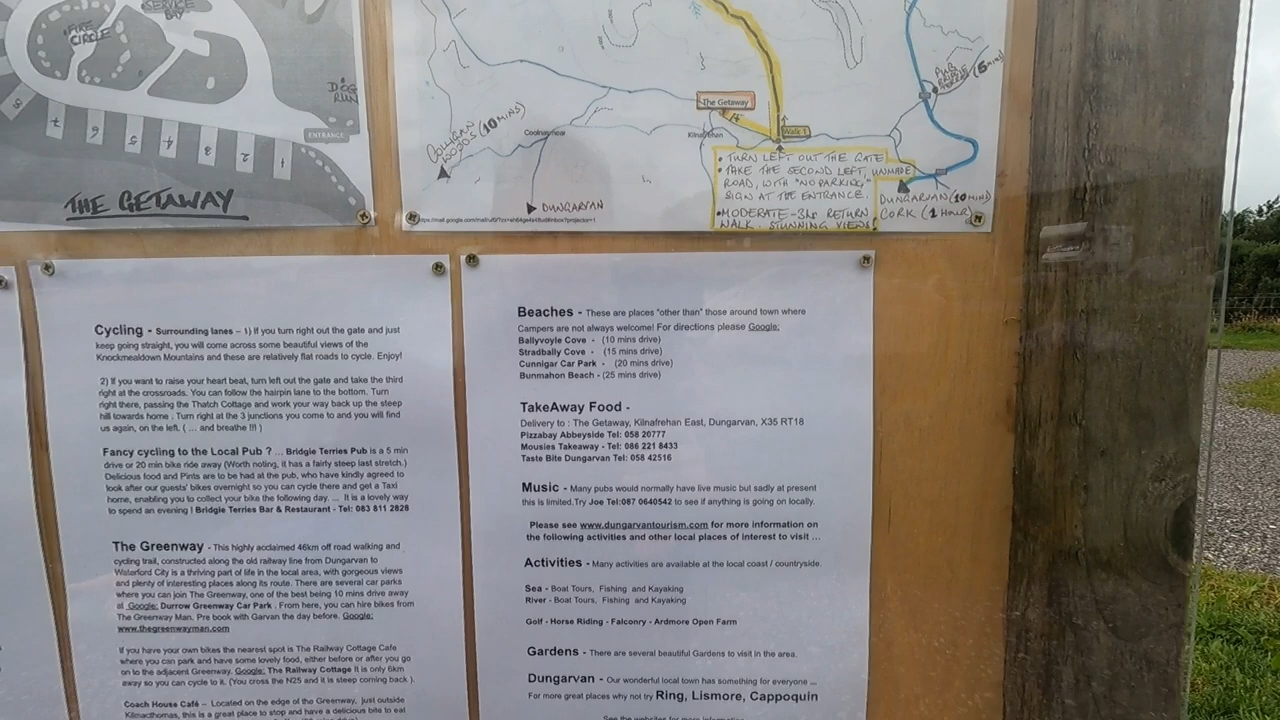 SERVICE BAY
FIRE CIRCLE
DOG RUN
ENTRANCE
8
7
6
5
4
3
2
1
THE GETAWAY
The Getaway
Walk 1
Kilnafrehan
COLLIGAN WOODS (10 MINS)
DUNGARVAN
• TURN LEFT OUT THE GATE
• TAKE THE SECOND LEFT, UNMADE
ROAD, WITH "NO PARKING"
SIGN AT THE ENTRANCE.
• MODERATE - 3hr RETURN
WALK. STUNNING VIEWS!
DUNGARVAN (10 MINS)
CORK (1 HOUR)
Cycling - Surrounding lanes – 1) If you turn right out the gate and just
keep going straight, you will come across some beautiful views of the
Knockmealdown Mountains and these are relatively flat roads to cycle. Enjoy!
2) If you want to raise your heart beat, turn left out the gate and take the third
right at the crossroads. You can follow the hairpin lane to the bottom. Turn
right there, passing the Thatch Cottage and work your way back up the steep
hill towards home . Turn right at the 3 junctions you come to and you will find
us again, on the left. ( ... and breathe !!! )
Fancy cycling to the Local Pub ? ... Bridgie Terries Pub is a 5 min
drive or 20 min bike ride away (Worth noting, it has a fairly steep last stretch.)
Delicious food and Pints are to be had at the pub, who have kindly agreed to
look after our guests' bikes overnight so you can cycle there and get a Taxi
home, enabling you to collect your bike the following day. ... It is a lovely way
to spend an evening ! Bridgie Terries Bar & Restaurant - Tel: 083 811 2828
The Greenway - This highly acclaimed 46km off road walking and
cycling trail, constructed along the old railway line from Dungarvan to
Waterford City is a thriving part of life in the local area, with gorgeous views
and plenty of interesting places along its route. There are several car parks
where you can join The Greenway, one of the best being 10 mins drive away
at Google: Durrow Greenway Car Park . From here, you can hire bikes from
The Greenway Man. Pre book with Garvan the day before. Google:
www.thegreenwayman.com
If you have your own bikes the nearest spot is The Railway Cottage Cafe
where you can park and have some lovely food, either before or after you go
on to the adjacent Greenway. Google: The Railway Cottage It is only 6km
away so you can cycle to it. (You cross the N25 and it is steep coming back ).
Coach House Café – Located on the edge of the Greenway, just outside
Kilmacthomas, this is a great place to stop and have a delicious bite to eat
Beaches - These are places "other than" those around town where
Campers are not always welcome! For directions please Google:
Ballyvoyle Cove - (10 mins drive)
Stradbally Cove - (15 mins drive)
Cunnigar Car Park - (20 mins drive)
Bunmahon Beach - (25 mins drive)
TakeAway Food -
Delivery to : The Getaway, Kilnafrehan East, Dungarvan, X35 RT18
Pizzabay Abbeyside Tel: 058 20777
Mousies Takeaway - Tel: 086 221 8433
Taste Bite Dungarvan Tel: 058 42516
Music - Many pubs would normally have live music but sadly at present
this is limited.Try Joe Tel:087 0640542 to see if anything is going on locally.
Please see www.dungarvantourism.com for more information on
the following activities and other local places of interest to visit ...
Activities - Many activities are available at the local coast / countryside.
Sea - Boat Tours, Fishing and Kayaking
River - Boat Tours, Fishing and Kayaking
Golf - Horse Riding - Falconry - Ardmore Open Farm
Gardens - There are several beautiful Gardens to visit in the area.
Dungarvan - Our wonderful local town has something for everyone ...
For more great places why not try Ring, Lismore, Cappoquin
See the websites for more information